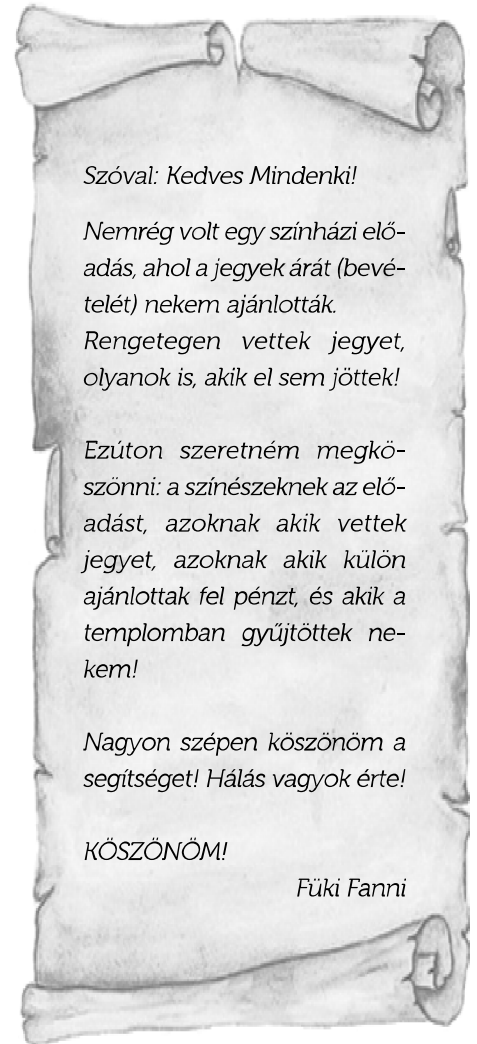 Szóval: Kedves Mindenki!
Nemrég volt egy színházi elő-
adás, ahol a jegyek árát (bevé-
telét) nekem ajánlották.
Rengetegen vettek jegyet,
olyanok is, akik el sem jöttek!
Ezúton szeretném megkö-
szönni: a színészeknek az elő-
adást, azoknak akik vettek
jegyet, azoknak akik külön
ajánlottak fel pénzt, és akik a
templomban gyűjtöttek ne-
kem!
Nagyon szépen köszönöm a
segítséget! Hálás vagyok érte!
KÖSZÖNÖM!
Füki Fanni